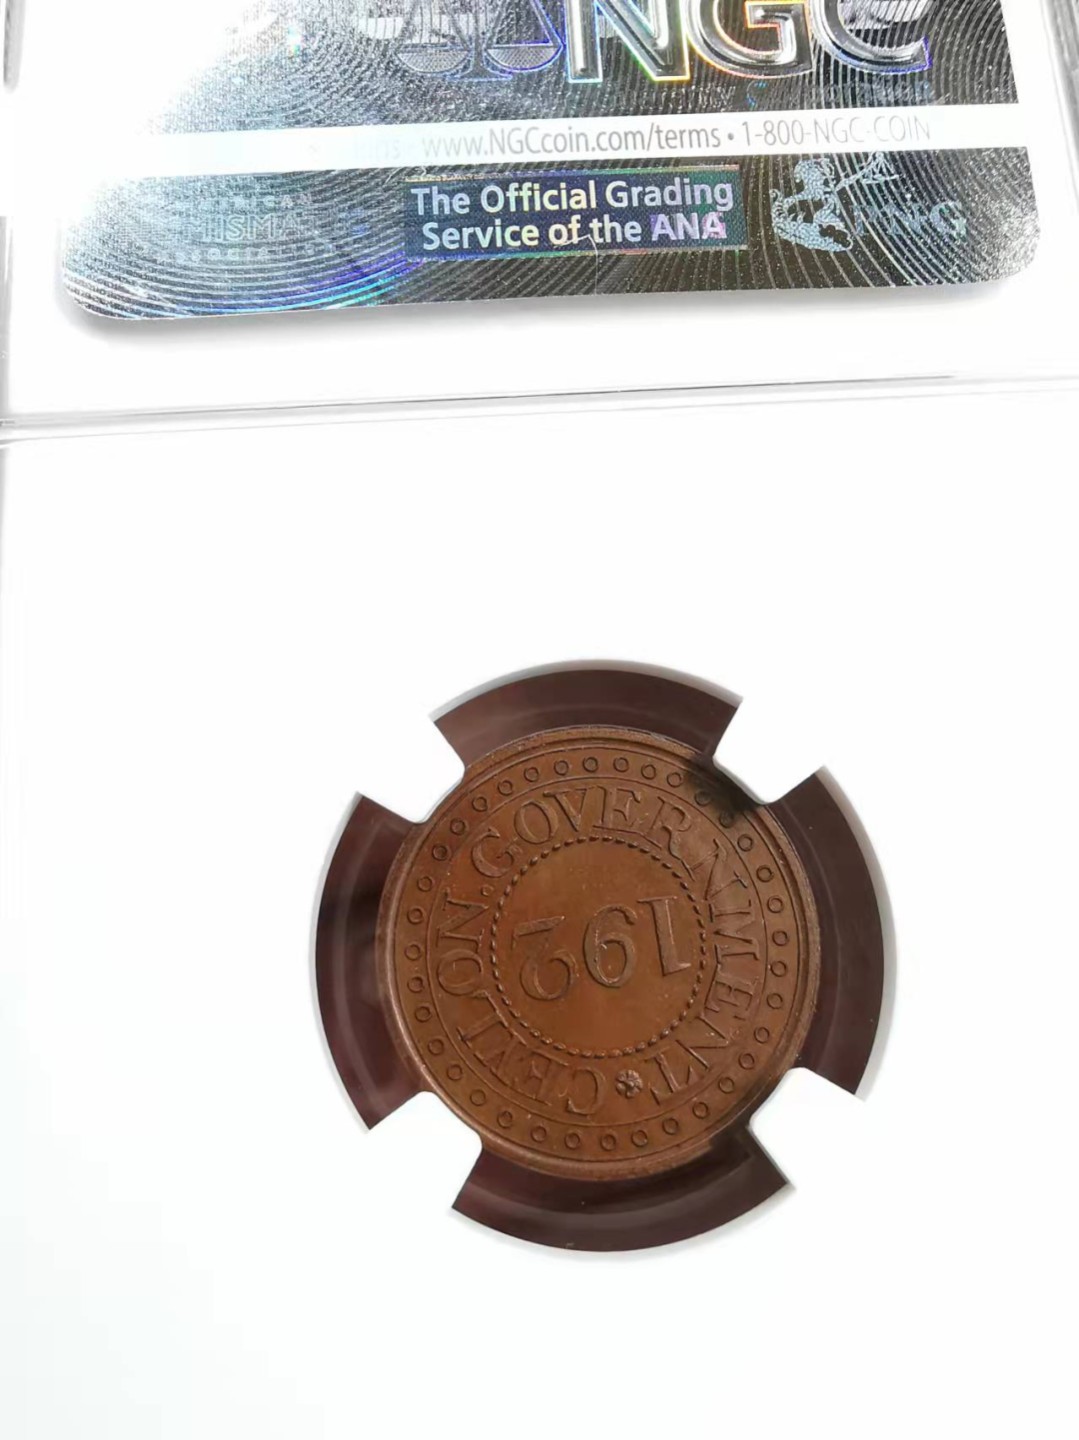 NGC
www.NGCcoin.com/terms • 1-800-NGC-COIN
The Official Grading
Service of the ANA
PNG
CEYLON.GOVERNMENT.
192